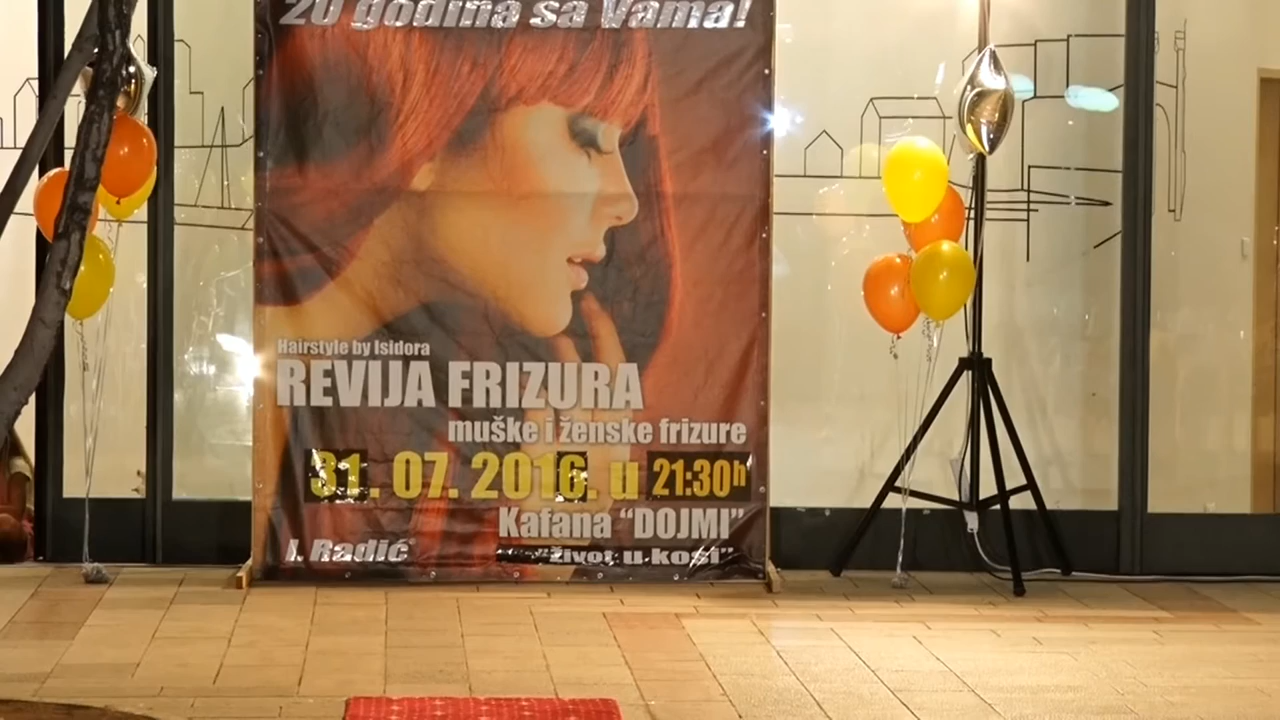 20 godina sa Vama!
Hairstyle by Isidora
REVIJA FRIZURA
muške i ženske frizure
31. 07. 2016. u 21:30h
Kafana "DOJMI"
I. Radić "Život u kosi"